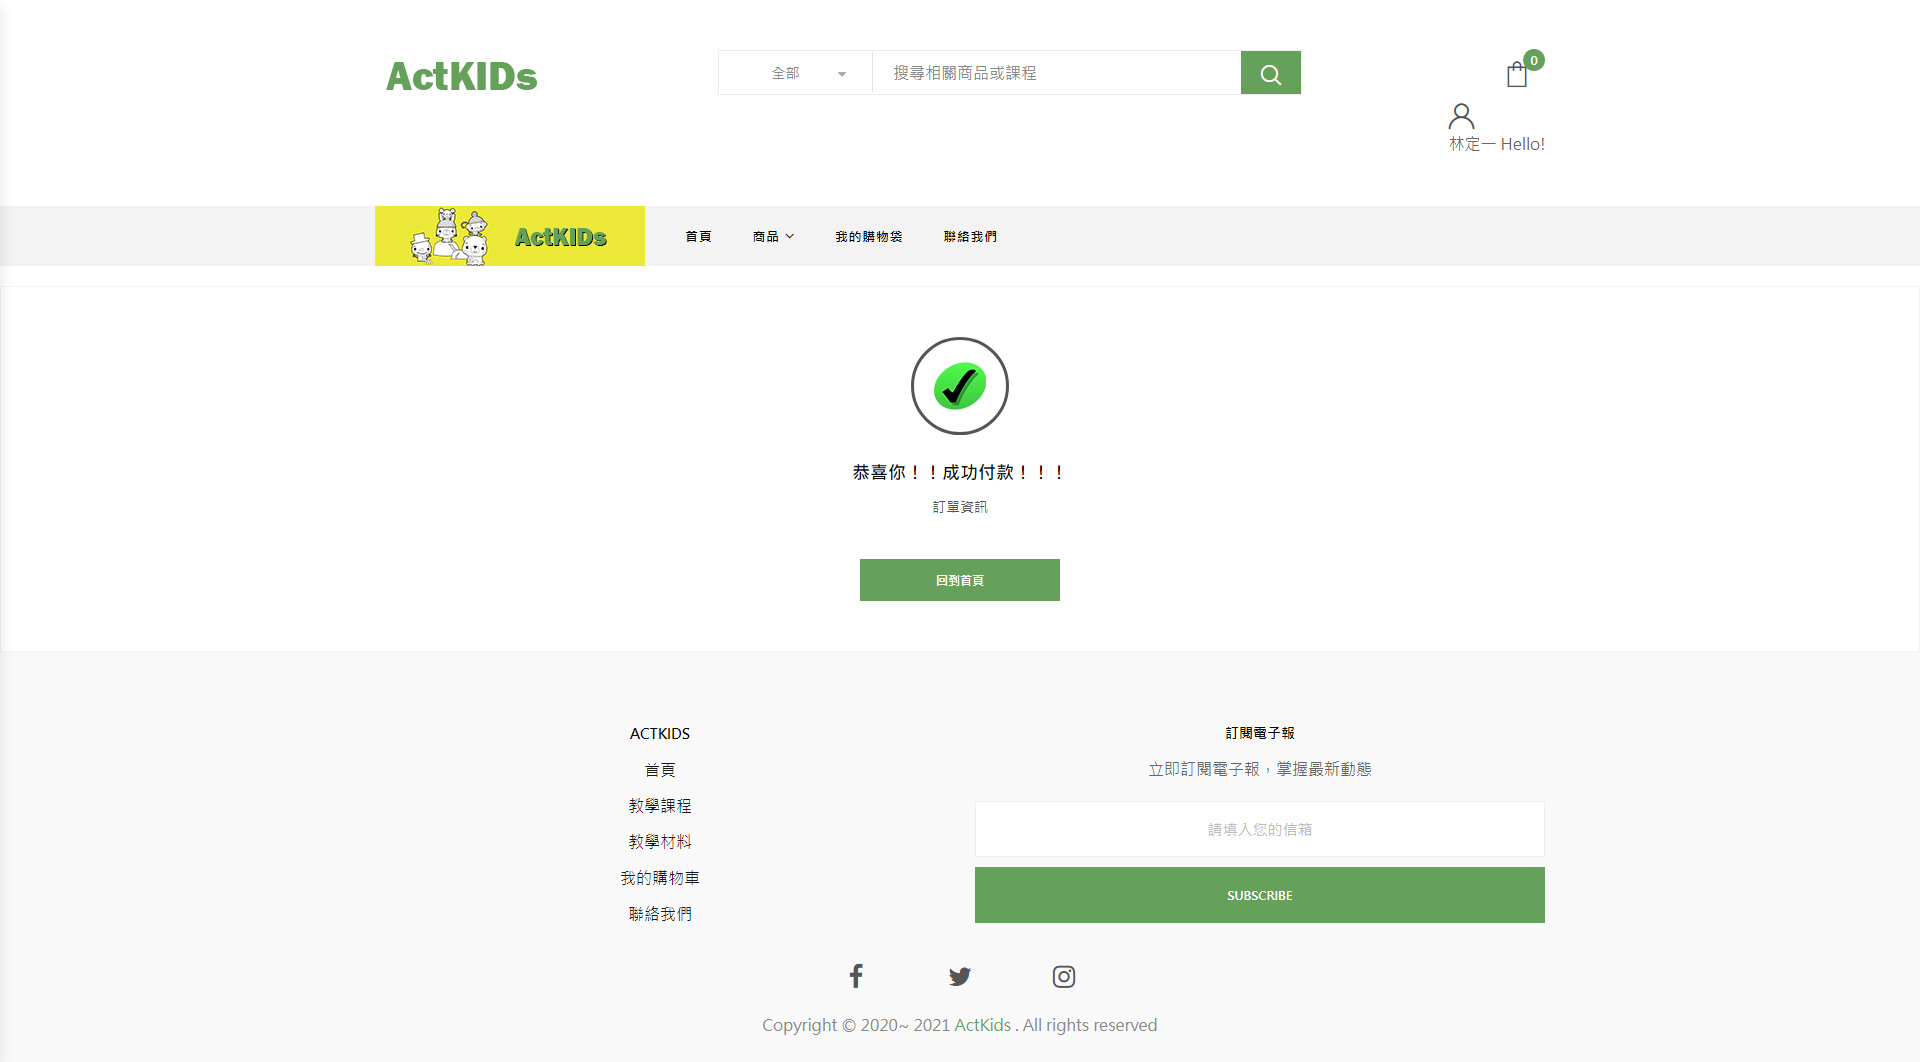 ActKIDs
全部
搜尋相關商品或課程
0
林定一 Hello!
ActKIDs
首頁
商品
我的購物袋
聯絡我們
恭喜你！！成功付款！！！
訂單資訊
回到首頁
ACTKIDS
首頁
教學課程
教學材料
我的購物車
聯絡我們
訂閱電子報
立即訂閱電子報，掌握最新動態
請填入您的信箱
SUBSCRIBE
Copyright © 2020~ 2021 ActKids . All rights reserved